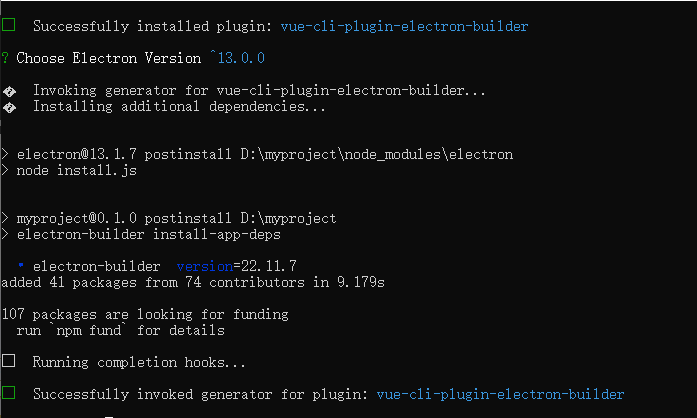 Successfully installed plugin: vue-cli-plugin-electron-builder
? Choose Electron Version ^13.0.0
� Invoking generator for vue-cli-plugin-electron-builder...
� Installing additional dependencies...
> electron@13.1.7 postinstall D:\myproject\node_modules\electron
> node install.js
> myproject@0.1.0 postinstall D:\myproject
> electron-builder install-app-deps
• electron-builder version=22.11.7
added 41 packages from 74 contributors in 9.179s
107 packages are looking for funding
run `npm fund` for details
Running completion hooks...
Successfully invoked generator for plugin: vue-cli-plugin-electron-builder